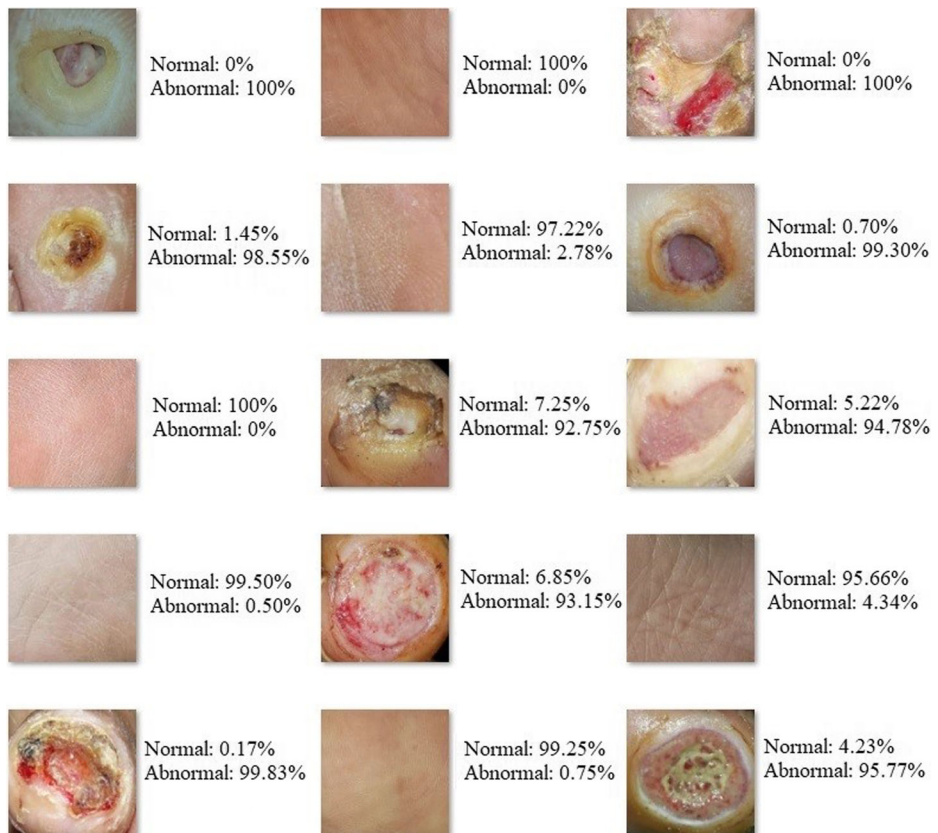 Normal: 0%
Abnormal: 100%
Normal: 100%
Abnormal: 0%
Normal: 0%
Abnormal: 100%
Normal: 1.45%
Abnormal: 98.55%
Normal: 97.22%
Abnormal: 2.78%
Normal: 0.70%
Abnormal: 99.30%
Normal: 100%
Abnormal: 0%
Normal: 7.25%
Abnormal: 92.75%
Normal: 5.22%
Abnormal: 94.78%
Normal: 99.50%
Abnormal: 0.50%
Normal: 6.85%
Abnormal: 93.15%
Normal: 95.66%
Abnormal: 4.34%
Normal: 0.17%
Abnormal: 99.83%
Normal: 99.25%
Abnormal: 0.75%
Normal: 4.23%
Abnormal: 95.77%